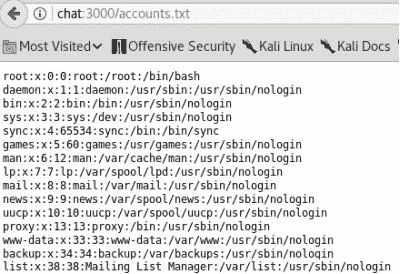 chat:3000/accounts.txt
Most Visited Offensive Security Kali Linux Kali Docs
root:x:0:0:root:/root:/bin/bash
daemon:x:1:1:daemon:/usr/sbin:/usr/sbin/nologin
bin:x:2:2:bin:/bin:/usr/sbin/nologin
sys:x:3:3:sys:/dev:/usr/sbin/nologin
sync:x:4:65534:sync:/bin:/bin/sync
games:x:5:60:games:/usr/games:/usr/sbin/nologin
man:x:6:12:man:/var/cache/man:/usr/sbin/nologin
lp:x:7:7:lp:/var/spool/lpd:/usr/sbin/nologin
mail:x:8:8:mail:/var/mail:/usr/sbin/nologin
news:x:9:9:news:/var/spool/news:/usr/sbin/nologin
uucp:x:10:10:uucp:/var/spool/uucp:/usr/sbin/nologin
proxy:x:13:13:proxy:/bin:/usr/sbin/nologin
www-data:x:33:33:www-data:/var/www:/usr/sbin/nologin
backup:x:34:34:backup:/var/backups:/usr/sbin/nologin
list:x:38:38:Mailing List Manager:/var/list:/usr/sbin/nologin